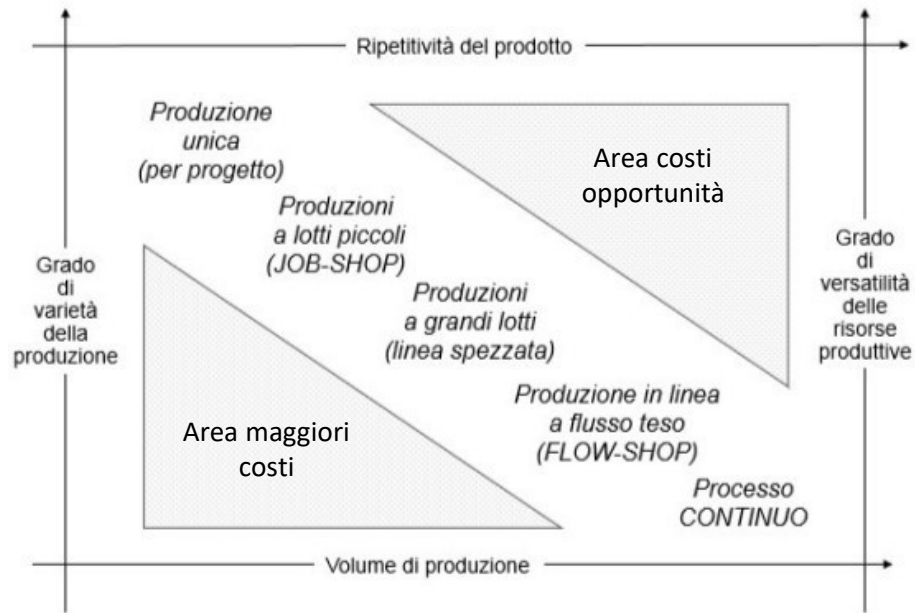 Ripetitività del prodotto
Produzione
unica
(per progetto)
Area costi
opportunità
Produzioni
a lotti piccoli
(JOB-SHOP)
Grado
di
varietà
della
produzione
Grado
di
versatilità
delle
risorse
produttive
Produzioni
a grandi lotti
(linea spezzata)
Produzione in linea
a flusso teso
(FLOW-SHOP)
Area maggiori
costi
Processo
CONTINUO
Volume di produzione